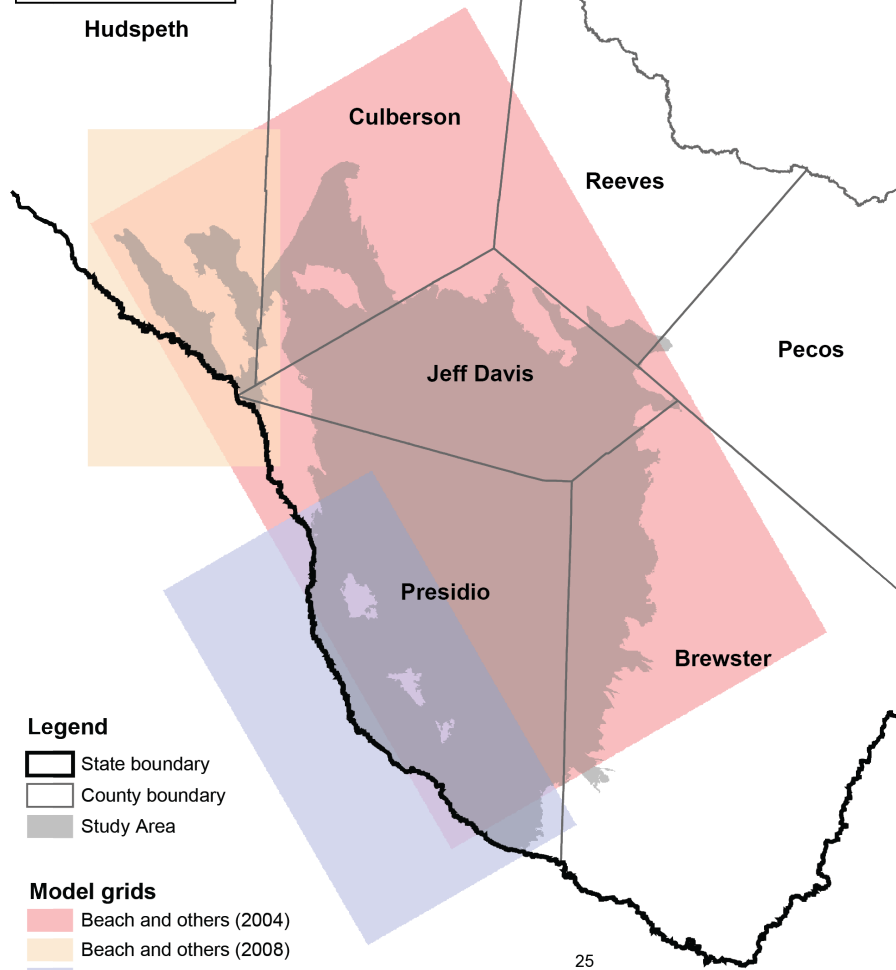 Hudspeth
Culberson
Reeves
Pecos
Jeff Davis
Presidio
Brewster
Legend
State boundary
County boundary
Study Area
Model grids
Beach and others (2004)
Beach and others (2008)
25